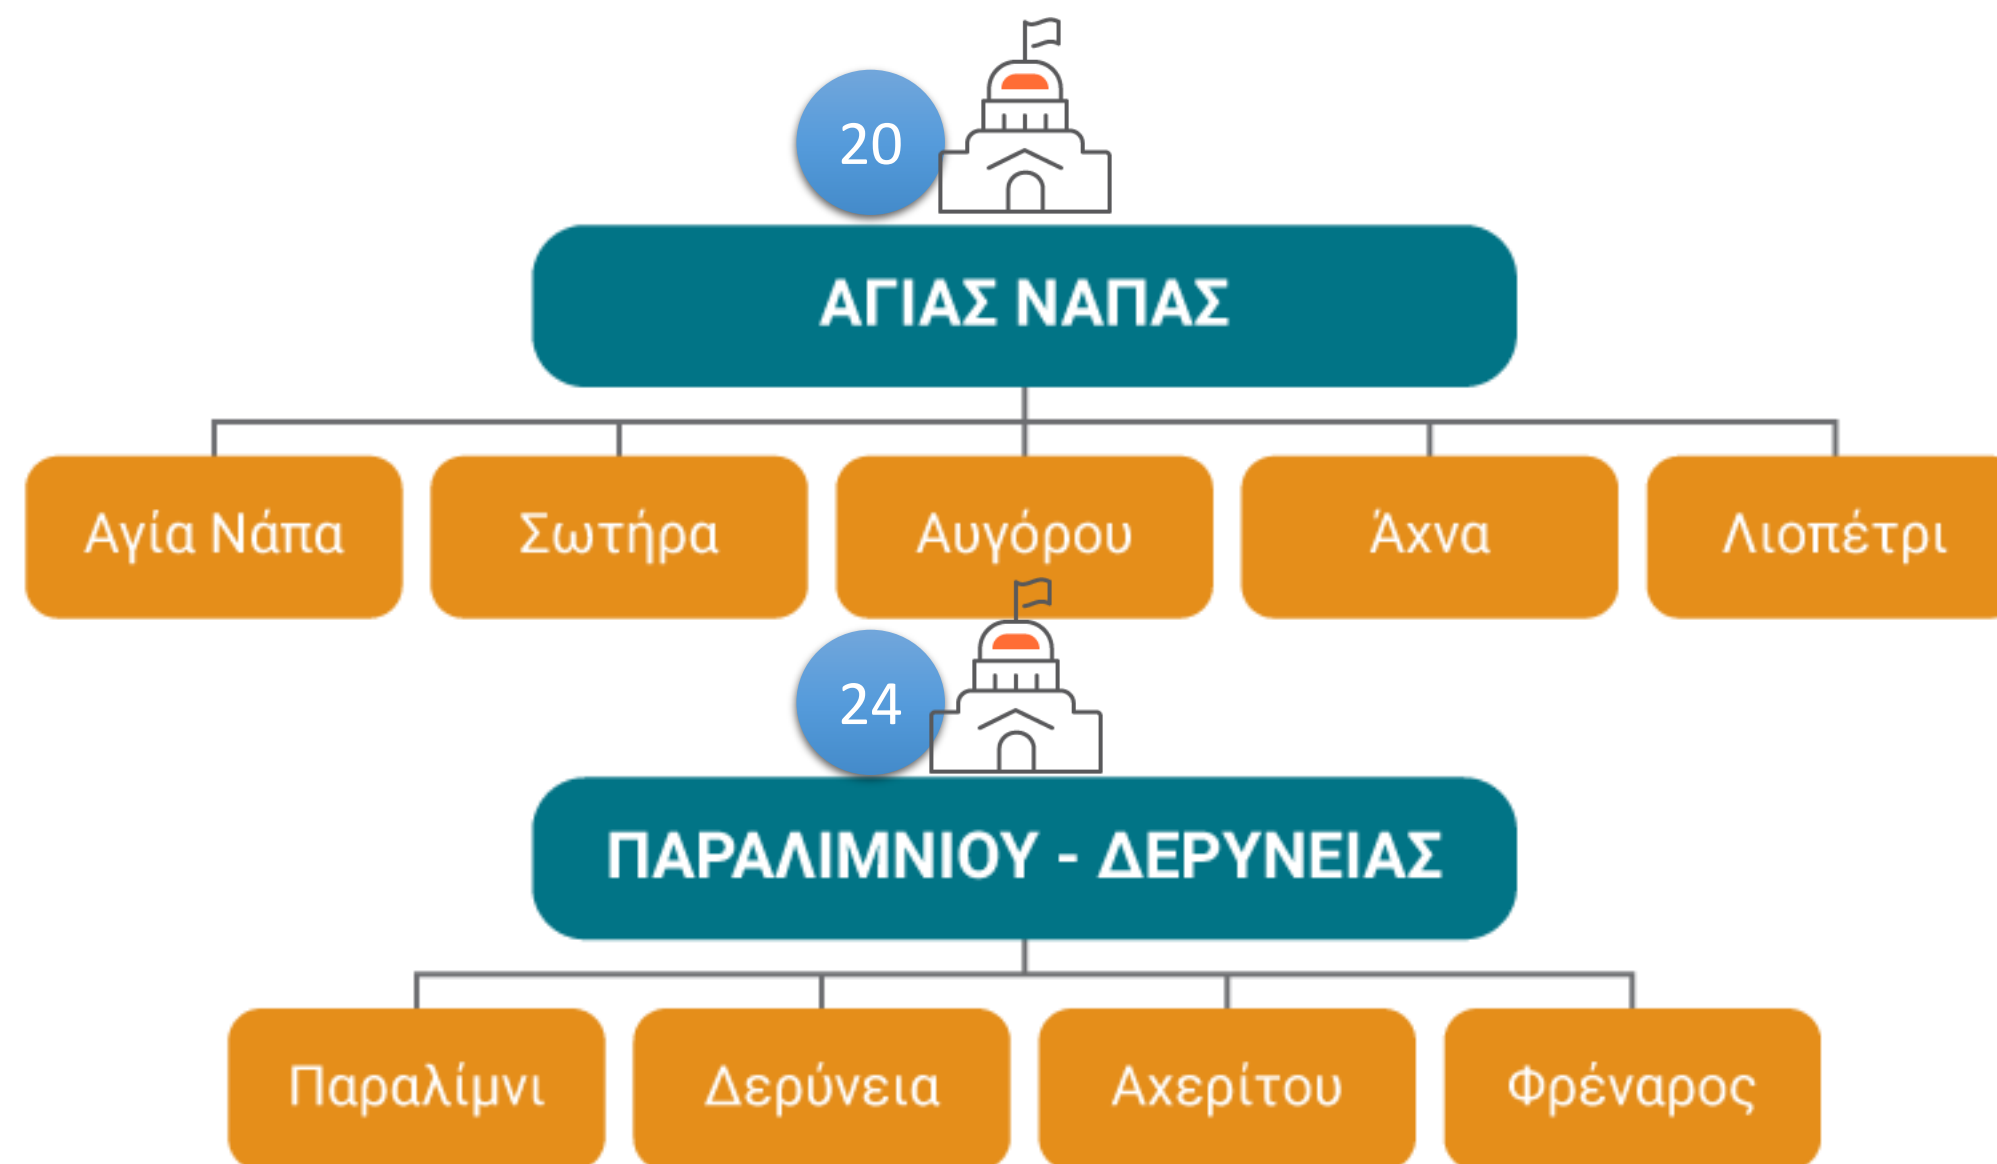 20
ΑΓΙΑΣ ΝΑΠΑΣ
Αγία Νάπα Σωτήρα Αυγόρου Άχνα Λιοπέτρι
24
ΠΑΡΑΛΙΜΝΙΟΥ - ΔΕΡΥΝΕΙΑΣ
Παραλίμνι Δερύνεια Αχερίτου Φρέναρος